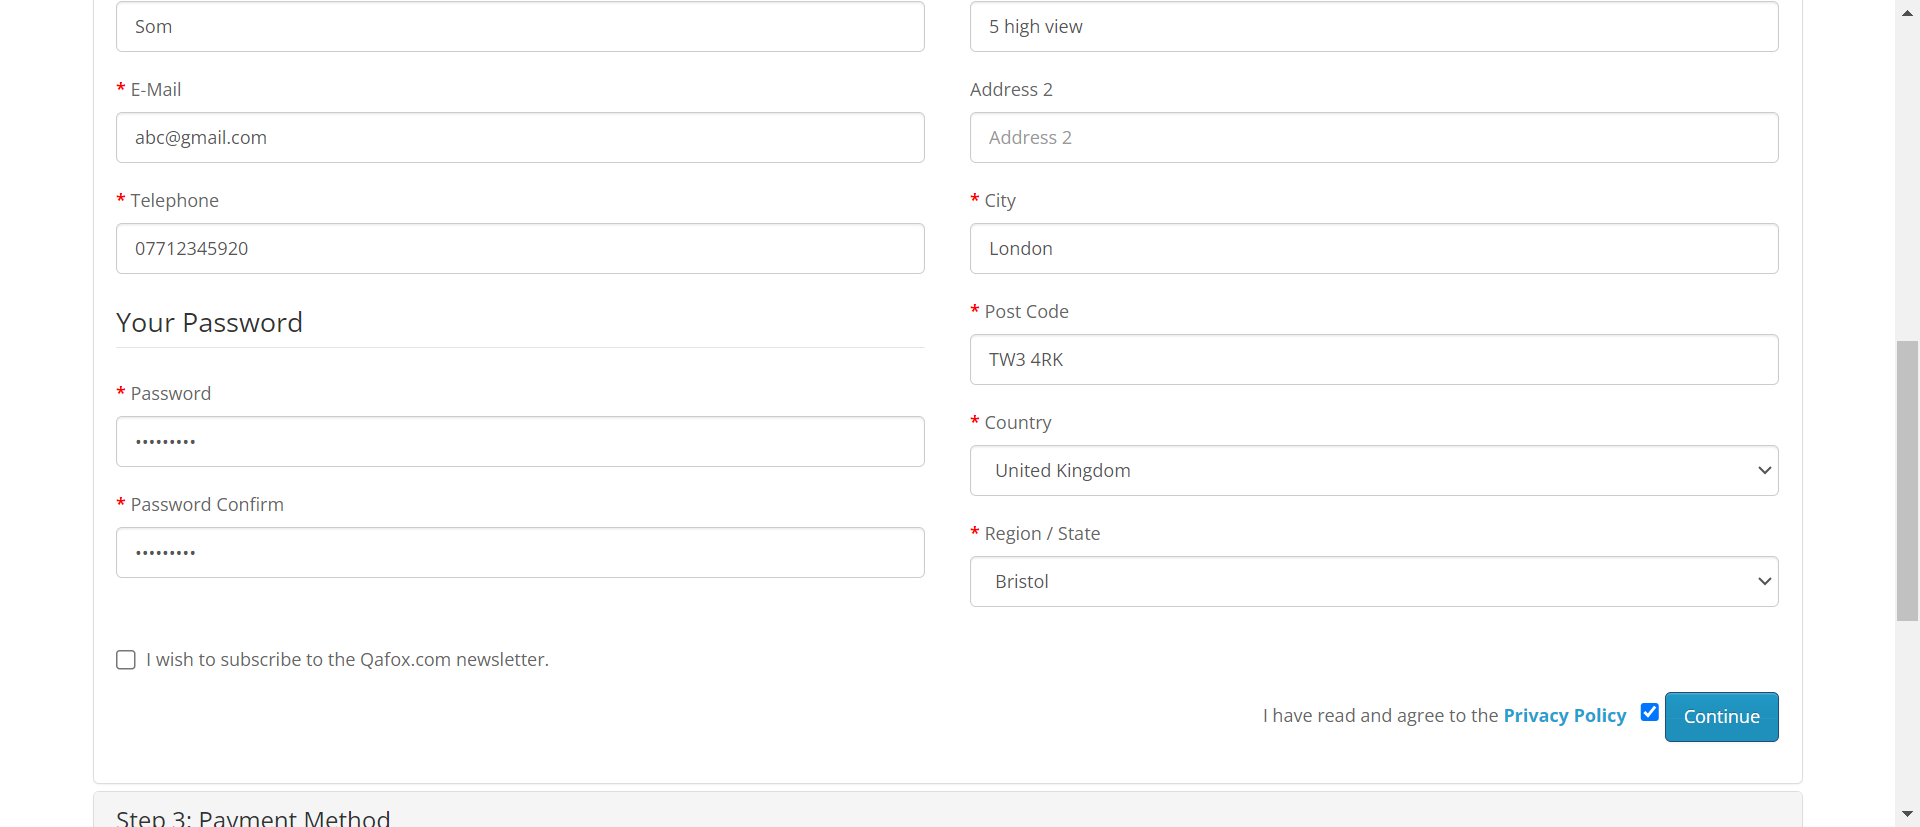 Som
* E-Mail
abc@gmail.com
* Telephone
07712345920
Your Password
* Password
•••••••••
* Password Confirm
•••••••••
5 high view
Address 2
Address 2
* City
London
* Post Code
TW3 4RK
* Country
United Kingdom
* Region / State
Bristol
I wish to subscribe to the Qafox.com newsletter.
I have read and agree to the Privacy Policy
Continue
Step 3: Payment Method